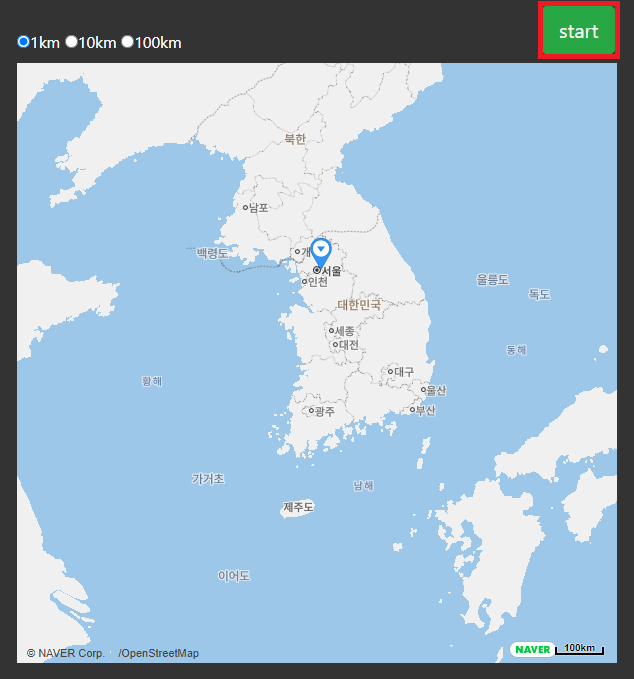 start
1km 10km 100km
북한
남포
백령도
개
서울
인천
울릉도
독도
대한민국
세종
대전
동해
대구
황해
울산
광주
부산
가거초
남해
제주도
이어도
© NAVER Corp. /OpenStreetMap
NAVER 100km